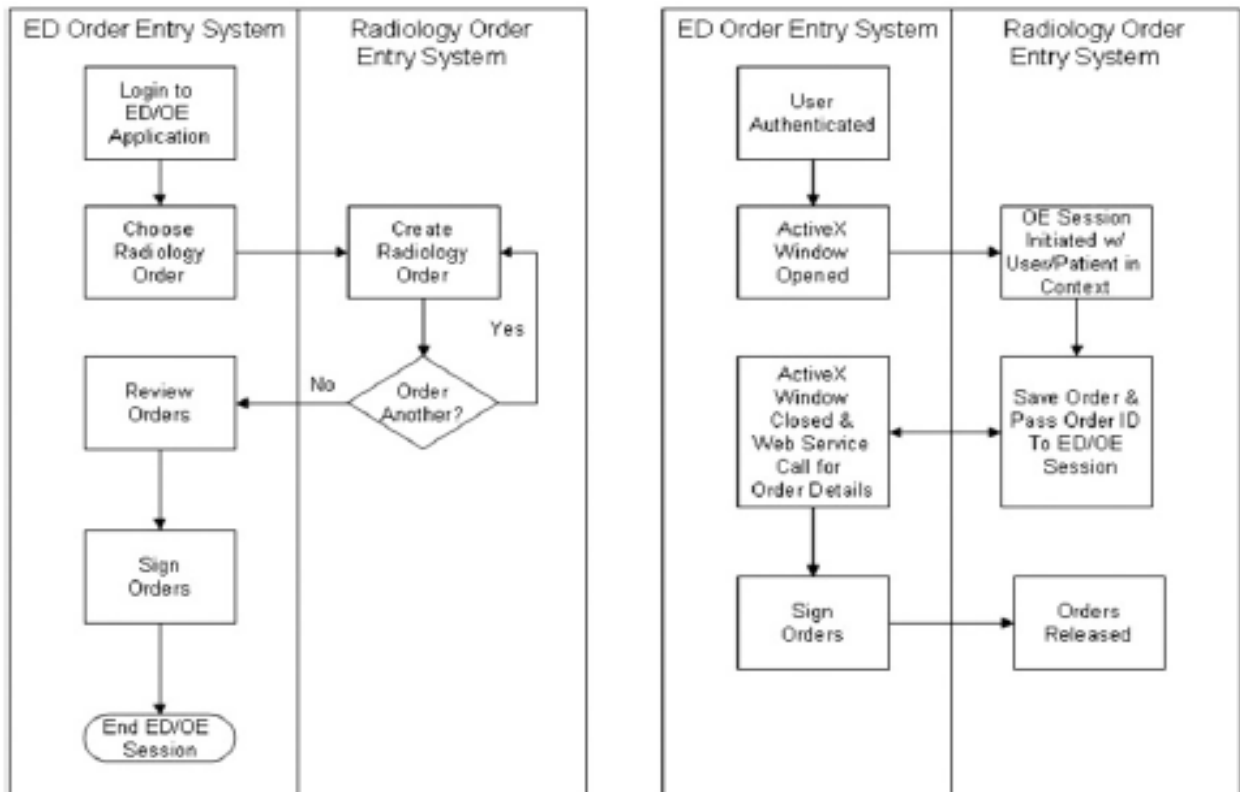 ED Order Entry System
Radiology Order
Entry System
Login to
ED/OE
Application
Choose
Radiology
Order
Create
Radiology
Order
Yes
No
Order
Another?
Review
Orders
Sign
Orders
End ED/OE
Session
ED Order Entry System
Radiology Order
Entry System
User
Authenticated
ActiveX
Window
Opened
OE Session
Initiated w/
User/Patient in
Context
ActiveX
Window
Closed &
Web Service
Call for
Order Details
Save Order &
Pass Order ID
To ED/OE
Session
Sign
Orders
Orders
Released